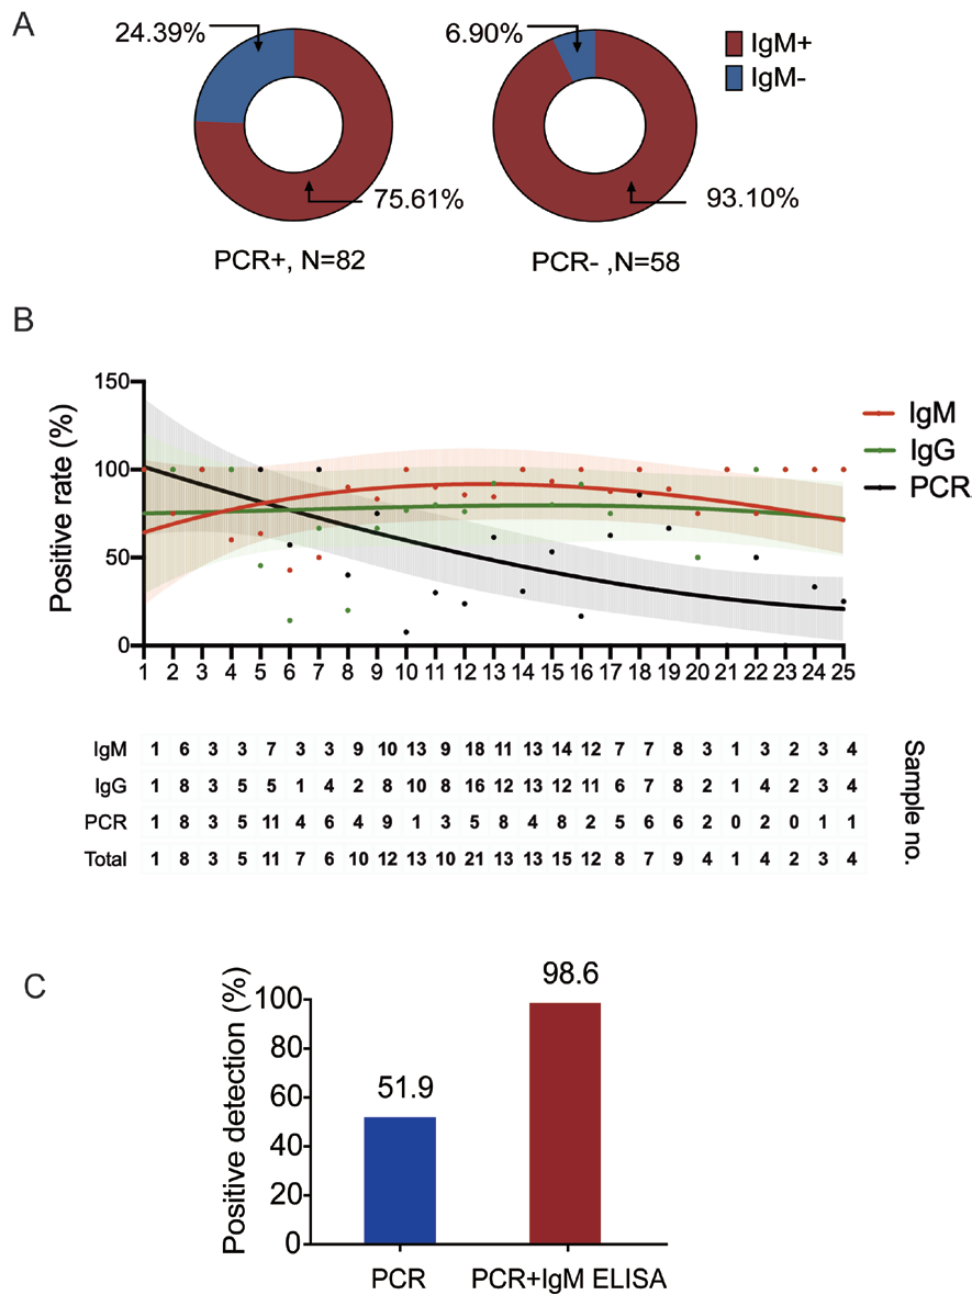 A
24.39%
6.90%
IgM+
IgM-
75.61%
93.10%
PCR+, N=82
PCR- ,N=58
B
Positive rate (%)
150
100
50
0
IgM
IgG
PCR
1 2 3 4 5 6 7 8 9 10 11 12 13 14 15 16 17 18 19 20 21 22 23 24 25
IgM 1 6 3 3 7 3 3 9 10 13 9 18 11 13 14 12 7 7 8 3 1 3 2 3 4
IgG 1 8 3 5 5 1 4 2 8 10 8 16 12 13 12 11 6 7 8 2 1 4 2 3 4
PCR 1 8 3 5 11 4 6 4 9 1 3 5 8 4 8 2 5 6 6 2 0 2 0 1 1
Total 1 8 3 5 11 7 6 10 12 13 10 21 13 13 15 12 8 7 9 4 1 4 2 3 4
Sample no.
C
Positive detection (%)
100
80
60
40
20
0
51.9
98.6
PCR
PCR+IgM ELISA